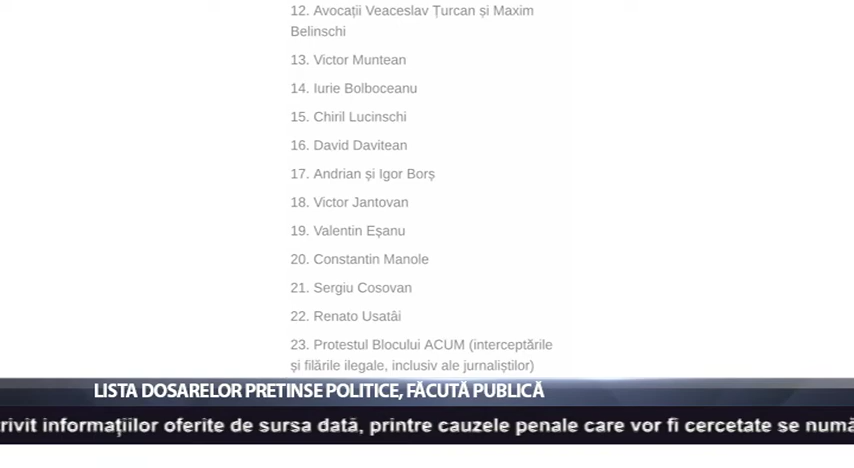 12. Avocații Veaceslav Țurcan și Maxim
Belinschi
13. Victor Muntean
14. Iurie Bolboceanu
15. Chiril Lucinschi
16. David Davitean
17. Andrian și Igor Borș
18. Victor Jantovan
19. Valentin Eșanu
20. Constantin Manole
21. Sergiu Cosovan
22. Renato Usatâi
23. Protestul Blocului ACUM (interceptările
și filările ilegale, inclusiv ale jurnaliștilor)
LISTA DOSARELOR PRETINSE POLITICE, FĂCUTĂ PUBLICĂ
rivit informațiilor oferite de sursa dată, printre cauzele penale care vor fi cercetate se numă